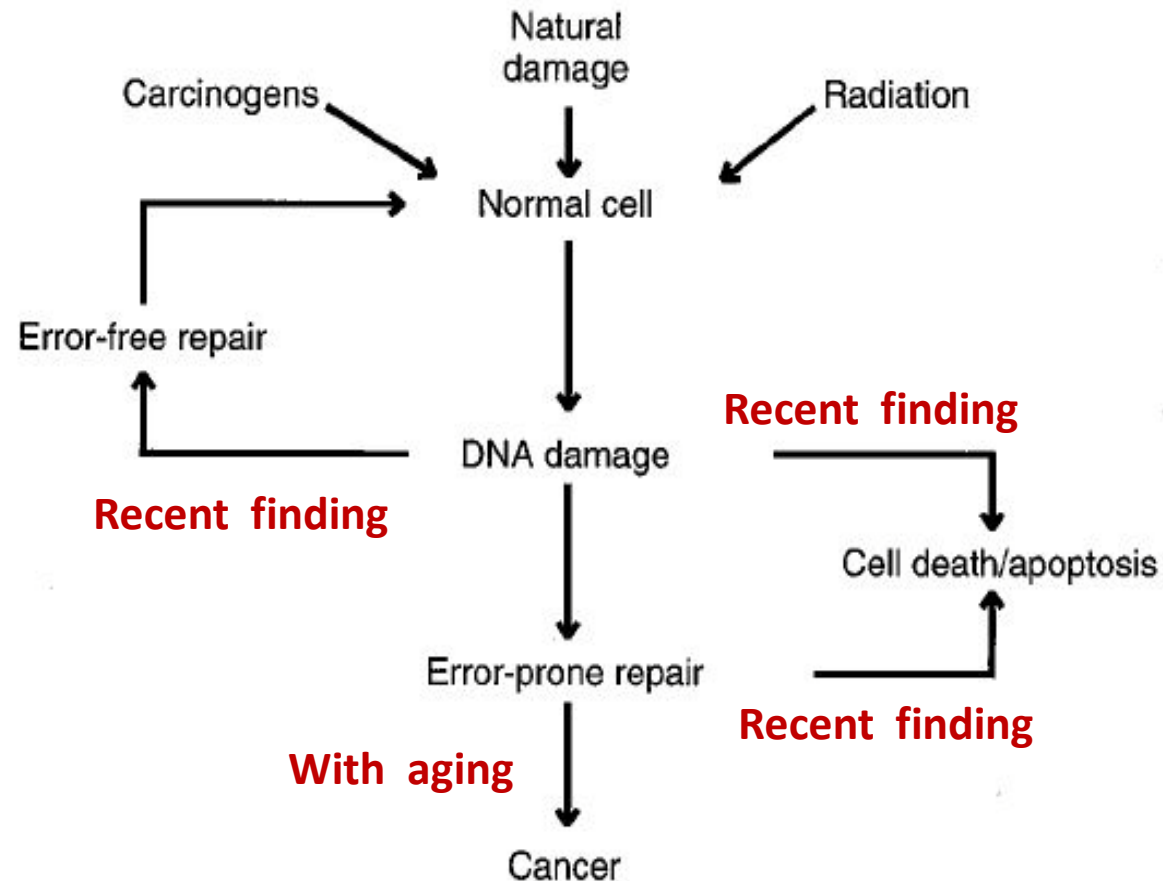 Natural
damage
Carcinogens
Radiation
Normal cell
Error-free repair
Recent finding
DNA damage
Recent finding
Cell death/apoptosis
Error-prone repair
Recent finding
With aging
Cancer